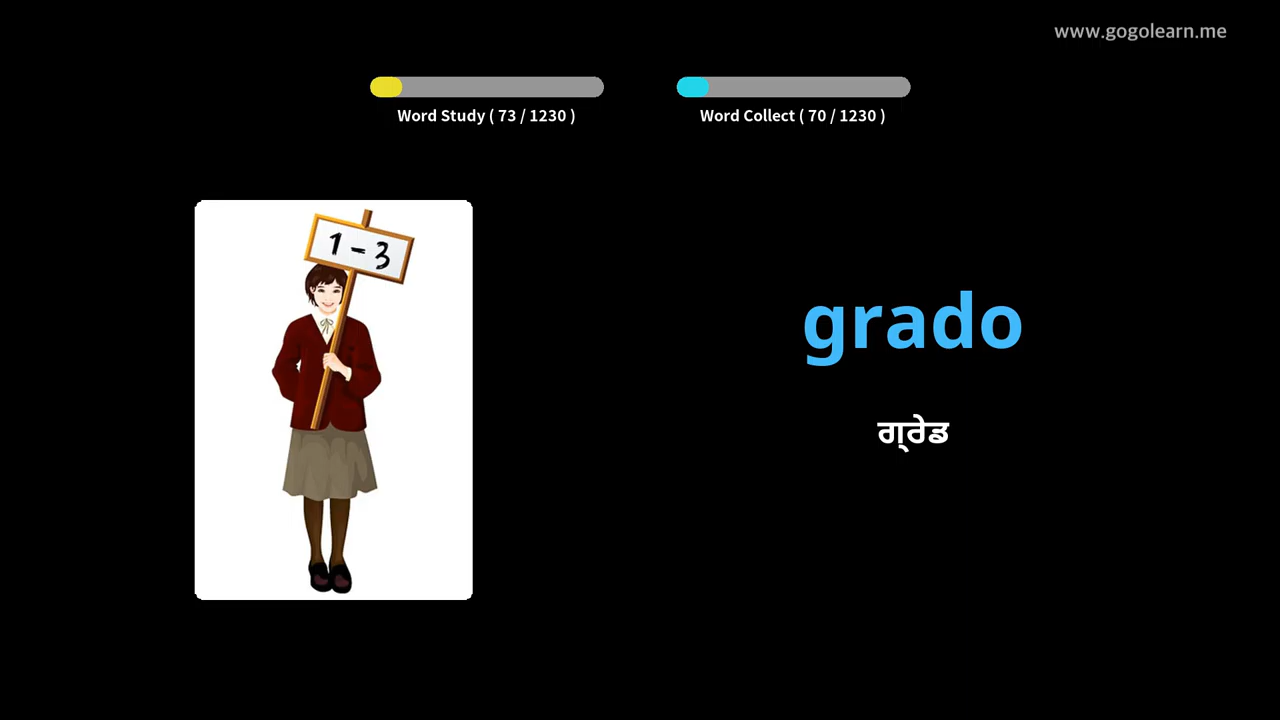 www.gogolearn.me
Word Study ( 73 / 1230 )
Word Collect ( 70 / 1230 )
1 - 3
grado
ਗ੍ਰੇਡ